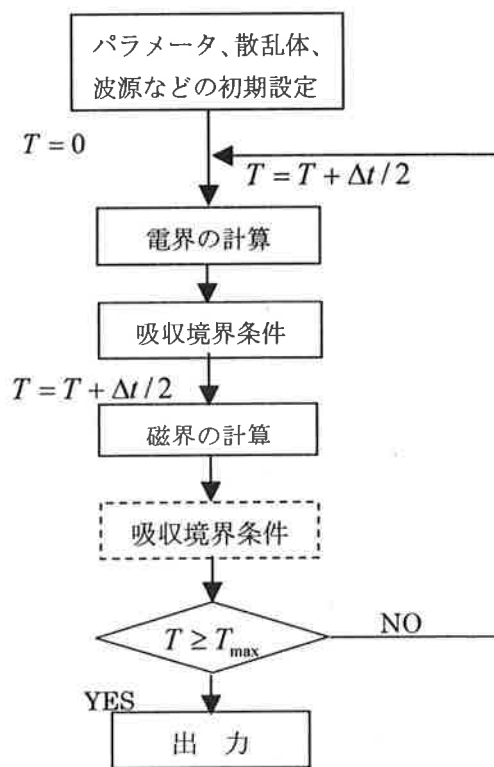 パラメータ、散乱体、
波源などの初期設定
T = 0
T = T + Δt / 2
電界の計算
吸収境界条件
T = T + Δt / 2
磁界の計算
吸収境界条件
T ≥ Tmax
NO
YES
出 力